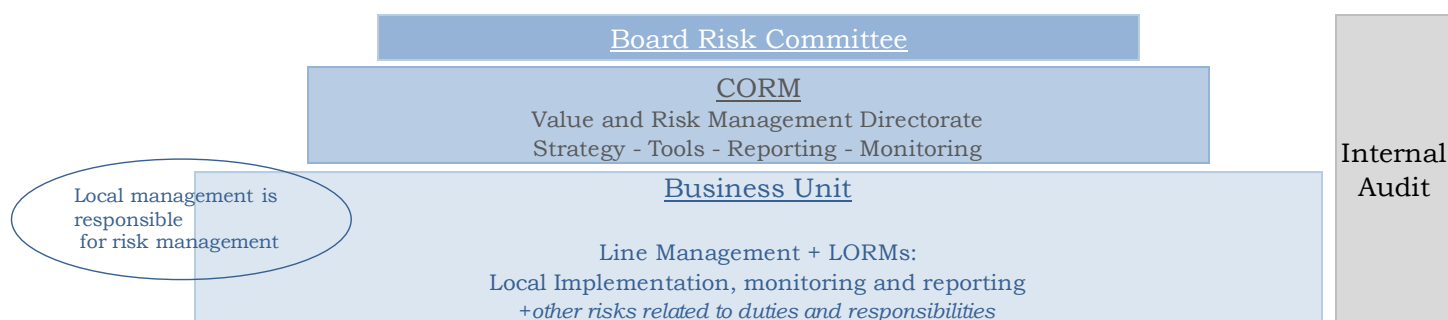 Board Risk Committee
CORM
Value and Risk Management Directorate
Strategy - Tools - Reporting - Monitoring
Internal
Audit
Local management is
responsible
for risk management
Business Unit
Line Management + LORMs:
Local Implementation, monitoring and reporting
+other risks related to duties and responsibilities